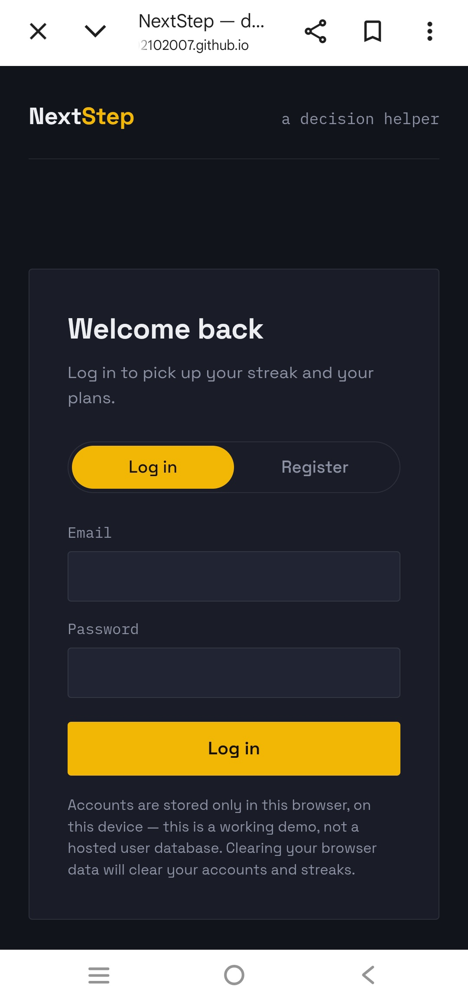 NextStep — d...
2102007.github.io
NextStep
a decision helper
Welcome back
Log in to pick up your streak and your
plans.
Log in
Register
Email
Password
Log in
Accounts are stored only in this browser, on
this device — this is a working demo, not a
hosted user database. Clearing your browser
data will clear your accounts and streaks.